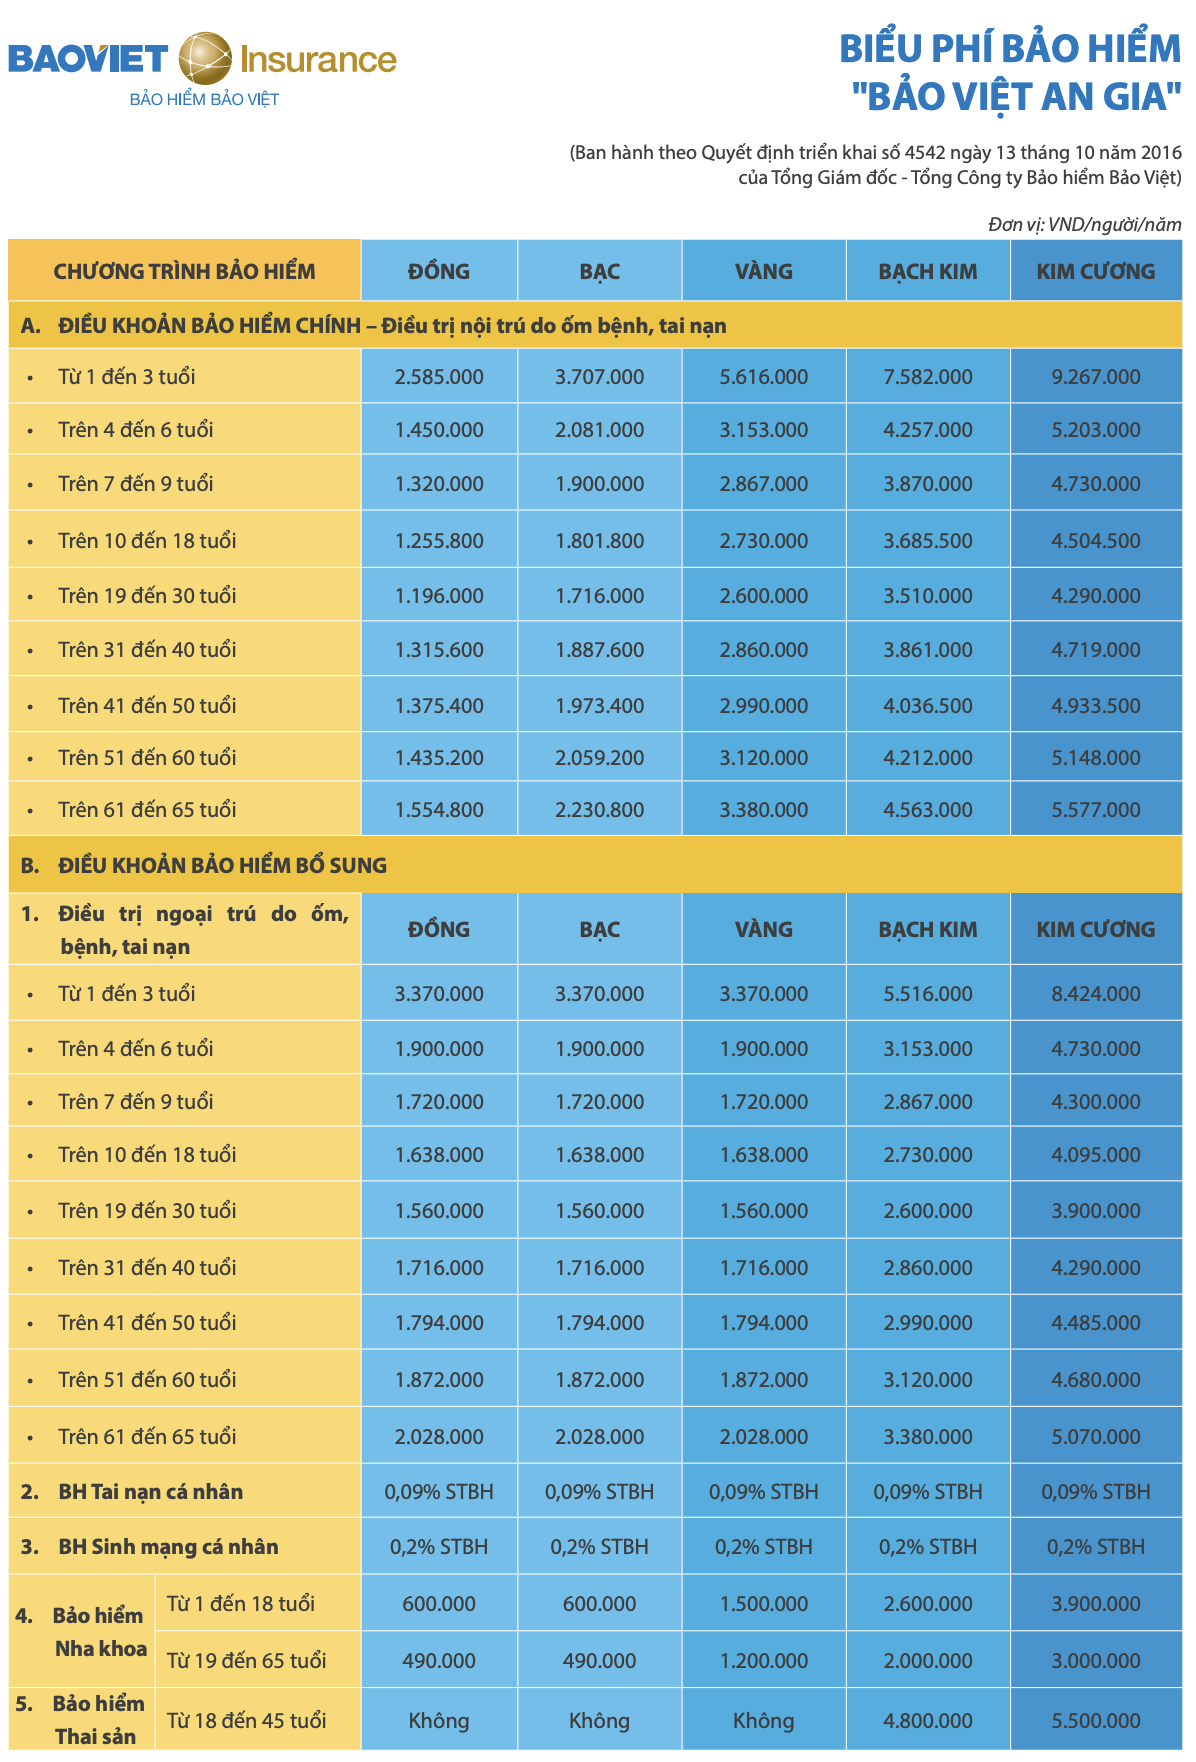 BAOVIET Insurance
BẢO HIỂM BẢO VIỆT
BIỂU PHÍ BẢO HIỂM
"BẢO VIỆT AN GIA"
(Ban hành theo Quyết định triển khai số 4542 ngày 13 tháng 10 năm 2016
của Tổng Giám đốc - Tổng Công ty Bảo hiểm Bảo Việt)
Đơn vị: VND/người/năm
CHƯƠNG TRÌNH BẢO HIỂM ĐỒNG BẠC VÀNG BẠCH KIM KIM CƯƠNG
A. ĐIỀU KHOẢN BẢO HIỂM CHÍNH – Điều trị nội trú do ốm bệnh, tai nạn
• Từ 1 đến 3 tuổi 2.585.000 3.707.000 5.616.000 7.582.000 9.267.000
• Trên 4 đến 6 tuổi 1.450.000 2.081.000 3.153.000 4.257.000 5.203.000
• Trên 7 đến 9 tuổi 1.320.000 1.900.000 2.867.000 3.870.000 4.730.000
• Trên 10 đến 18 tuổi 1.255.800 1.801.800 2.730.000 3.685.500 4.504.500
• Trên 19 đến 30 tuổi 1.196.000 1.716.000 2.600.000 3.510.000 4.290.000
• Trên 31 đến 40 tuổi 1.315.600 1.887.600 2.860.000 3.861.000 4.719.000
• Trên 41 đến 50 tuổi 1.375.400 1.973.400 2.990.000 4.036.500 4.933.500
• Trên 51 đến 60 tuổi 1.435.200 2.059.200 3.120.000 4.212.000 5.148.000
• Trên 61 đến 65 tuổi 1.554.800 2.230.800 3.380.000 4.563.000 5.577.000
B. ĐIỀU KHOẢN BẢO HIỂM BỔ SUNG
1. Điều trị ngoại trú do ốm,
bệnh, tai nạn
ĐỒNG BẠC VÀNG BẠCH KIM KIM CƯƠNG
• Từ 1 đến 3 tuổi 3.370.000 3.370.000 3.370.000 5.516.000 8.424.000
• Trên 4 đến 6 tuổi 1.900.000 1.900.000 1.900.000 3.153.000 4.730.000
• Trên 7 đến 9 tuổi 1.720.000 1.720.000 1.720.000 2.867.000 4.300.000
• Trên 10 đến 18 tuổi 1.638.000 1.638.000 1.638.000 2.730.000 4.095.000
• Trên 19 đến 30 tuổi 1.560.000 1.560.000 1.560.000 2.600.000 3.900.000
• Trên 31 đến 40 tuổi 1.716.000 1.716.000 1.716.000 2.860.000 4.290.000
• Trên 41 đến 50 tuổi 1.794.000 1.794.000 1.794.000 2.990.000 4.485.000
• Trên 51 đến 60 tuổi 1.872.000 1.872.000 1.872.000 3.120.000 4.680.000
• Trên 61 đến 65 tuổi 2.028.000 2.028.000 2.028.000 3.380.000 5.070.000
2. BH Tai nạn cá nhân 0,09% STBH 0,09% STBH 0,09% STBH 0,09% STBH 0,09% STBH
3. BH Sinh mạng cá nhân 0,2% STBH 0,2% STBH 0,2% STBH 0,2% STBH 0,2% STBH
4. Bảo hiểm
Nha khoa
Từ 1 đến 18 tuổi 600.000 600.000 1.500.000 2.600.000 3.900.000
Từ 19 đến 65 tuổi 490.000 490.000 1.200.000 2.000.000 3.000.000
5. Bảo hiểm
Thai sản
Từ 18 đến 45 tuổi Không Không Không 4.800.000 5.500.000